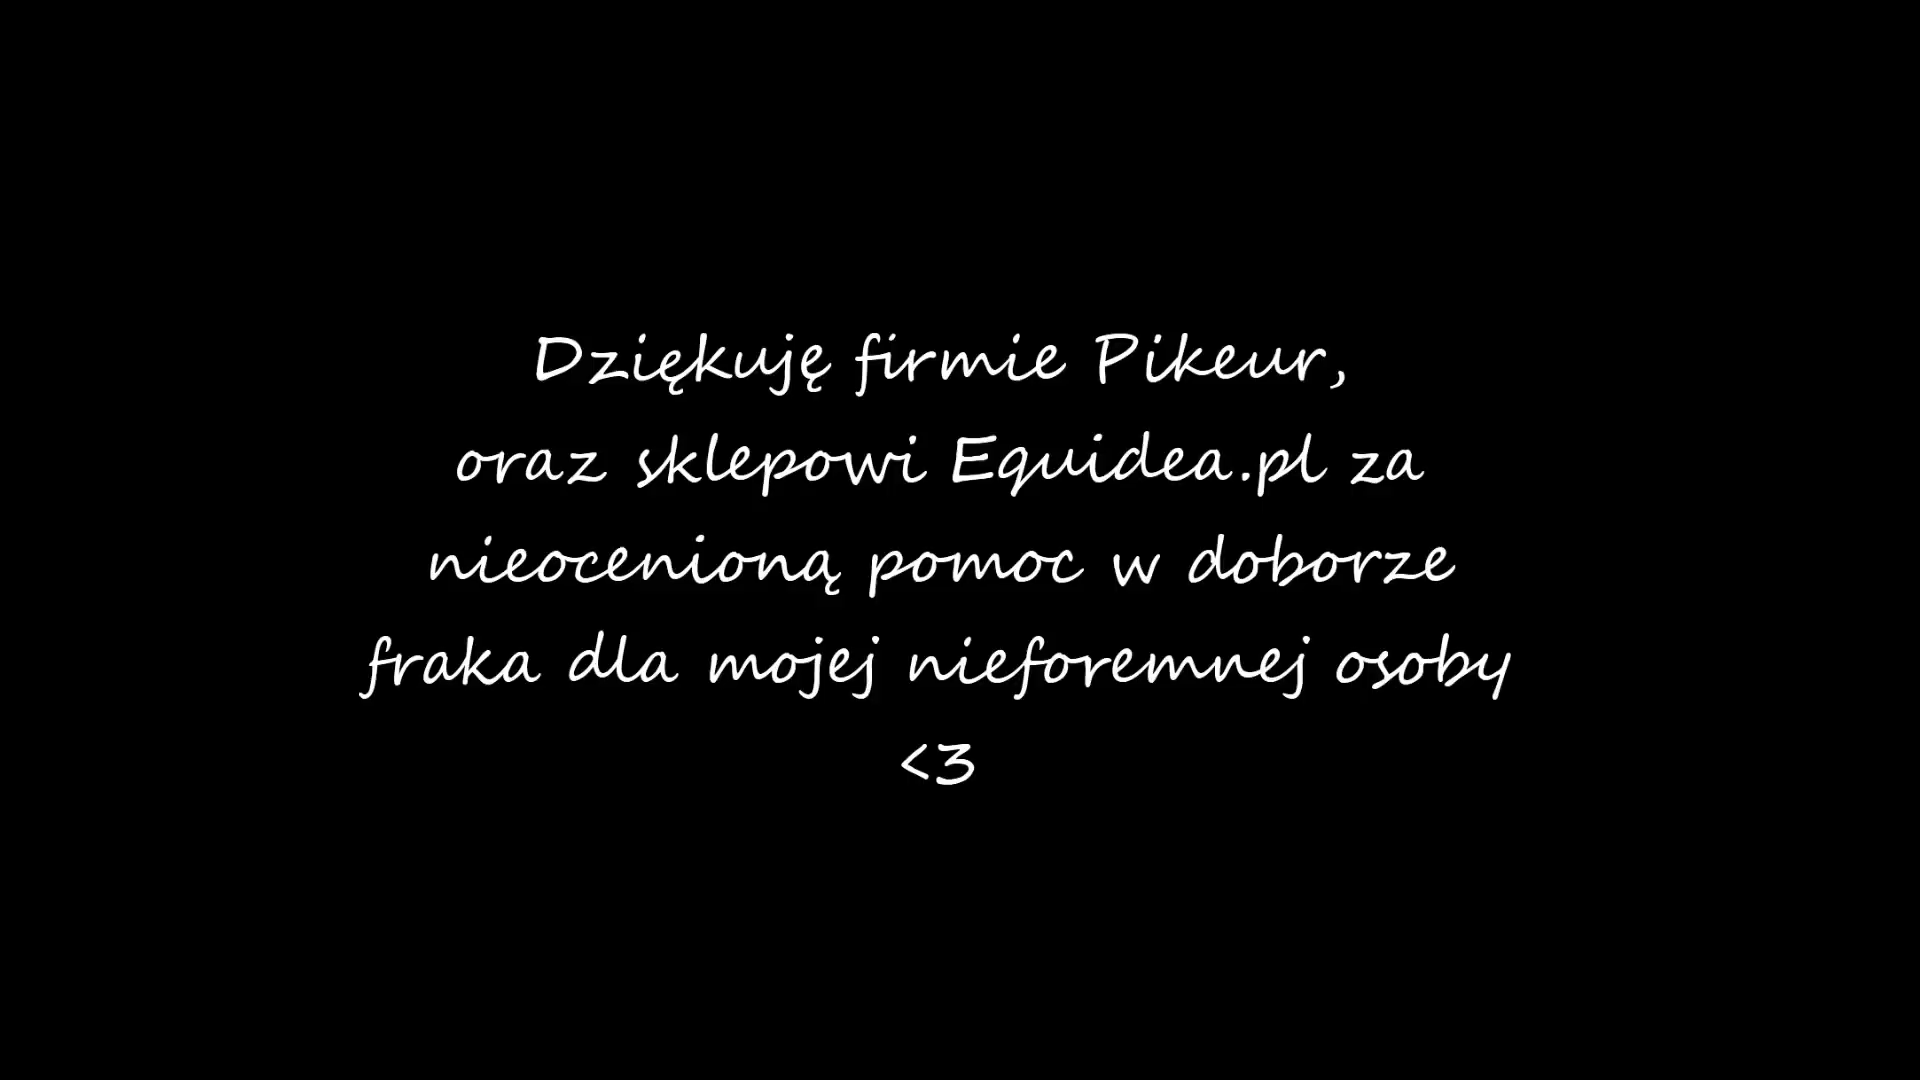 Dziękuję firmie Pikeur,
oraz sklepowi Equidea.pl za
nieocenioną pomoc w doborze
fraka dla mojej nieforemnej osoby
<3